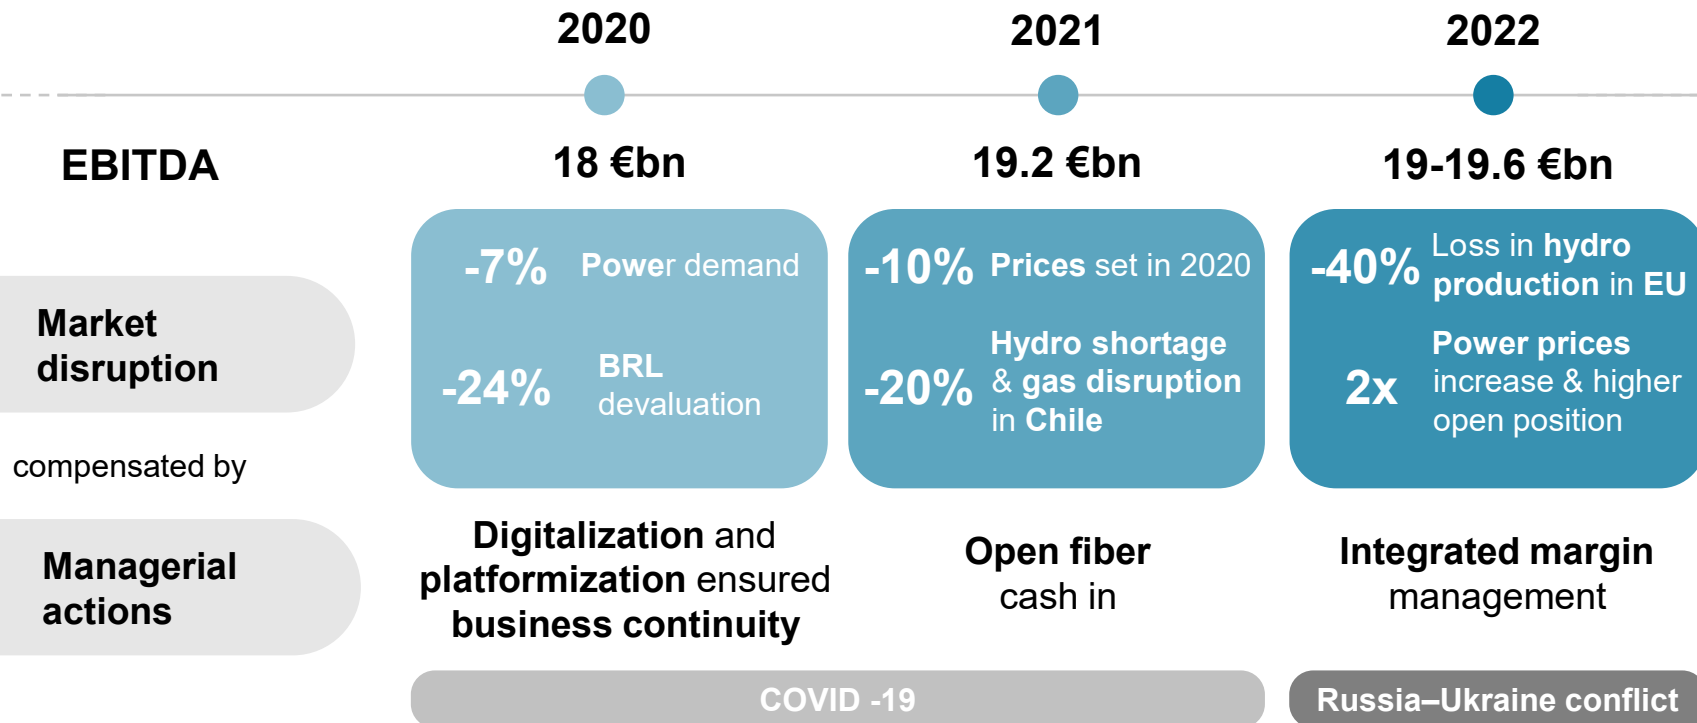 2020
2021
2022
EBITDA
18 €bn
19.2 €bn
19-19.6 €bn
Market
disruption
-7%
Power demand
-24%
BRL
devaluation
-10%
Prices set in 2020
-20%
Hydro shortage
& gas disruption
in Chile
-40%
Loss in hydro
production in EU
2x
Power prices
increase & higher
open position
compensated by
Managerial
actions
Digitalization and
platformization ensured
business continuity
Open fiber
cash in
Integrated margin
management
COVID -19
Russia–Ukraine conflict